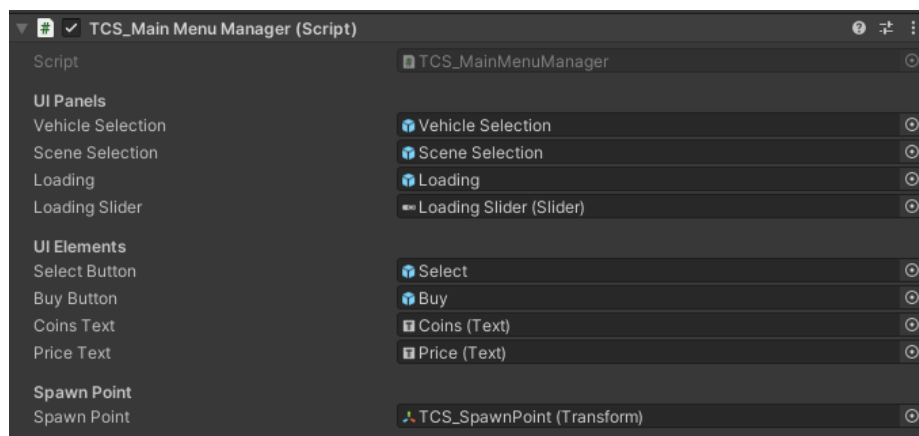 TCS_Main Menu Manager (Script)
Script TCS_MainMenuManager
UI Panels
Vehicle Selection Vehicle Selection
Scene Selection Scene Selection
Loading Loading
Loading Slider Loading Slider (Slider)
UI Elements
Select Button Select
Buy Button Buy
Coins Text Coins (Text)
Price Text Price (Text)
Spawn Point
Spawn Point TCS_SpawnPoint (Transform)